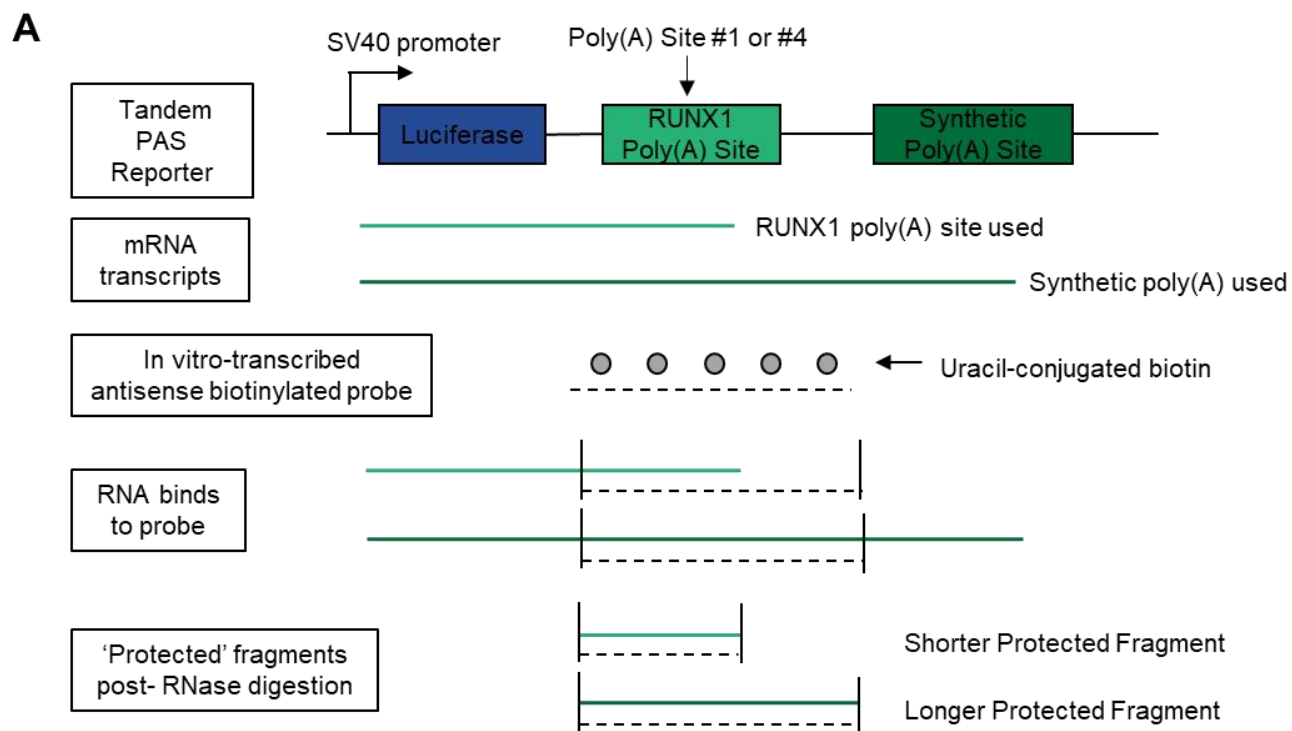 A
SV40 promoter
Poly(A) Site #1 or #4
Tandem
PAS
Reporter
Luciferase
RUNX1
Poly(A) Site
Synthetic
Poly(A) Site
mRNA
transcripts
RUNX1 poly(A) site used
Synthetic poly(A) used
In vitro-transcribed
antisense biotinylated probe
Uracil-conjugated biotin
RNA binds
to probe
‘Protected’ fragments
post- RNase digestion
Shorter Protected Fragment
Longer Protected Fragment